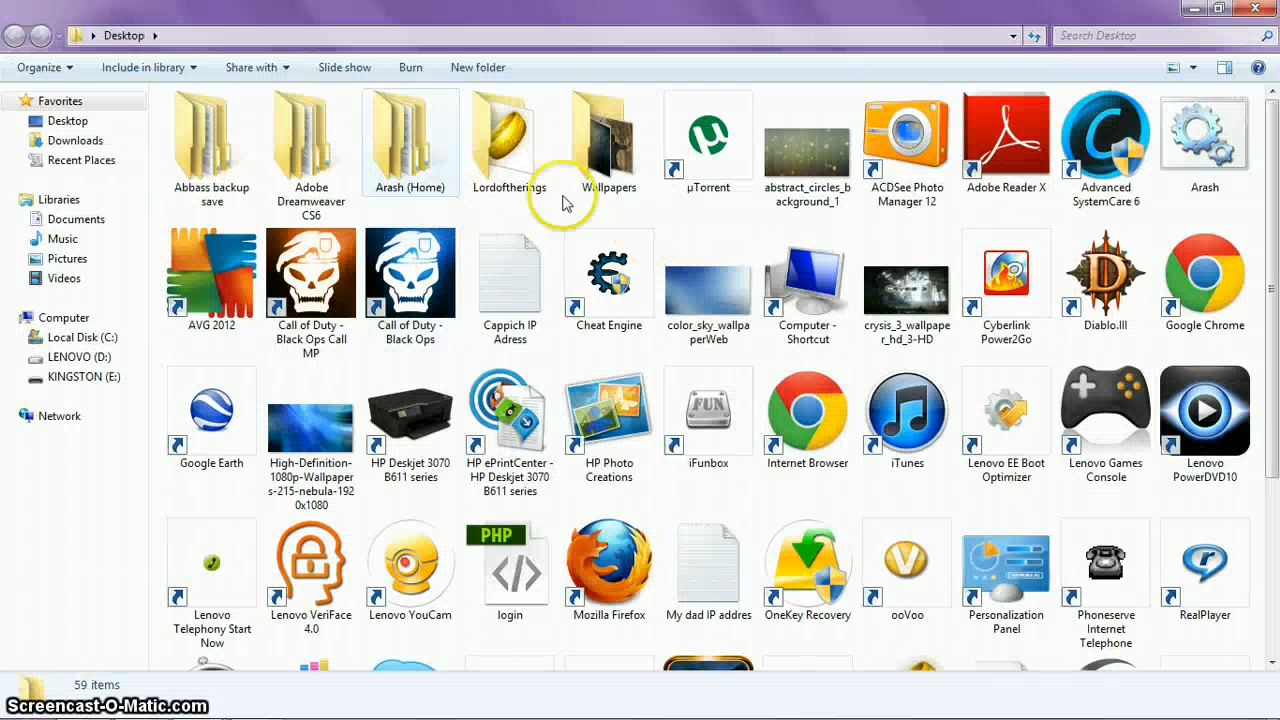 Desktop
Search Desktop
Organize
Include in library
Share with
Slide show
Burn
New folder
Favorites
Desktop
Downloads
Recent Places
Libraries
Documents
Music
Pictures
Videos
Computer
Local Disk (C:)
LENOVO (D:)
KINGSTON (E:)
Network
Abbass backup
save
Adobe
Dreamweaver
CS6
Arash (Home)
Lordoftherings
Wallpapers
µTorrent
abstract_circles_b
ackground_1
ACDSee Photo
Manager 12
Adobe Reader X
Advanced
SystemCare 6
Arash
AVG 2012
Call of Duty -
Black Ops Call
MP
Call of Duty -
Black Ops
Cappich IP
Adress
Cheat Engine
color_sky_wallpa
perWeb
Computer -
Shortcut
crysis_3_wallpape
r_hd_3-HD
Cyberlink
Power2Go
Diablo.III
Google Chrome
Google Earth
High-Definition-
1080p-Wallpaper
s-215-nebula-192
0x1080
HP Deskjet 3070
B611 series
HP ePrintCenter -
HP Deskjet 3070
B611 series
HP Photo
Creations
FUN
iFunbox
Internet Browser
iTunes
Lenovo EE Boot
Optimizer
Lenovo Games
Console
Lenovo
PowerDVD10
Lenovo
Telephony Start
Now
Lenovo VeriFace
4.0
Lenovo YouCam
PHP
login
Mozilla Firefox
My dad IP addres
OneKey Recovery
ooVoo
Personalization
Panel
Phoneserve
Internet
Telephone
RealPlayer
59 items
Screencast-O-Matic.com